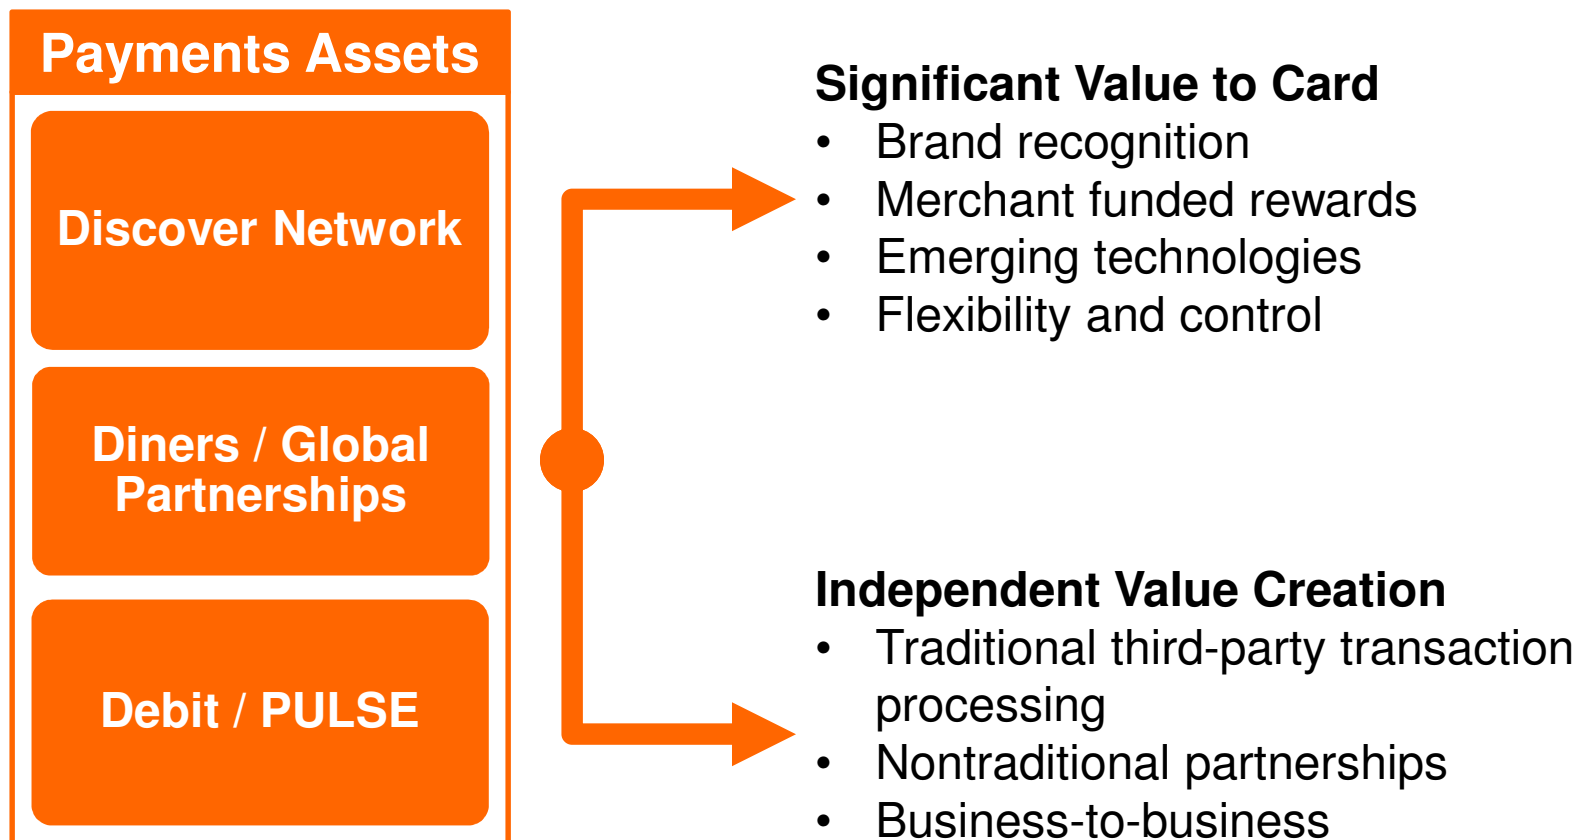 Payments Assets
Discover Network
Diners / Global
Partnerships
Debit / PULSE
Significant Value to Card
• Brand recognition
• Merchant funded rewards
• Emerging technologies
• Flexibility and control
Independent Value Creation
• Traditional third-party transaction
processing
• Nontraditional partnerships
• Business-to-business